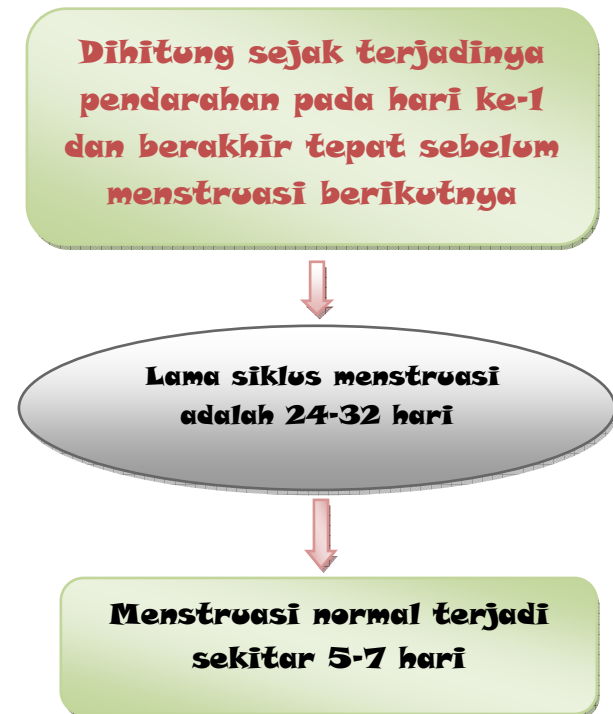 Dihitung sejak terjadinya
pendarahan pada hari ke-1
dan berakhir tepat sebelum
menstruasi berikutnya
Lama siklus menstruasi
adalah 24-32 hari
Menstruasi normal terjadi
sekitar 5-7 hari